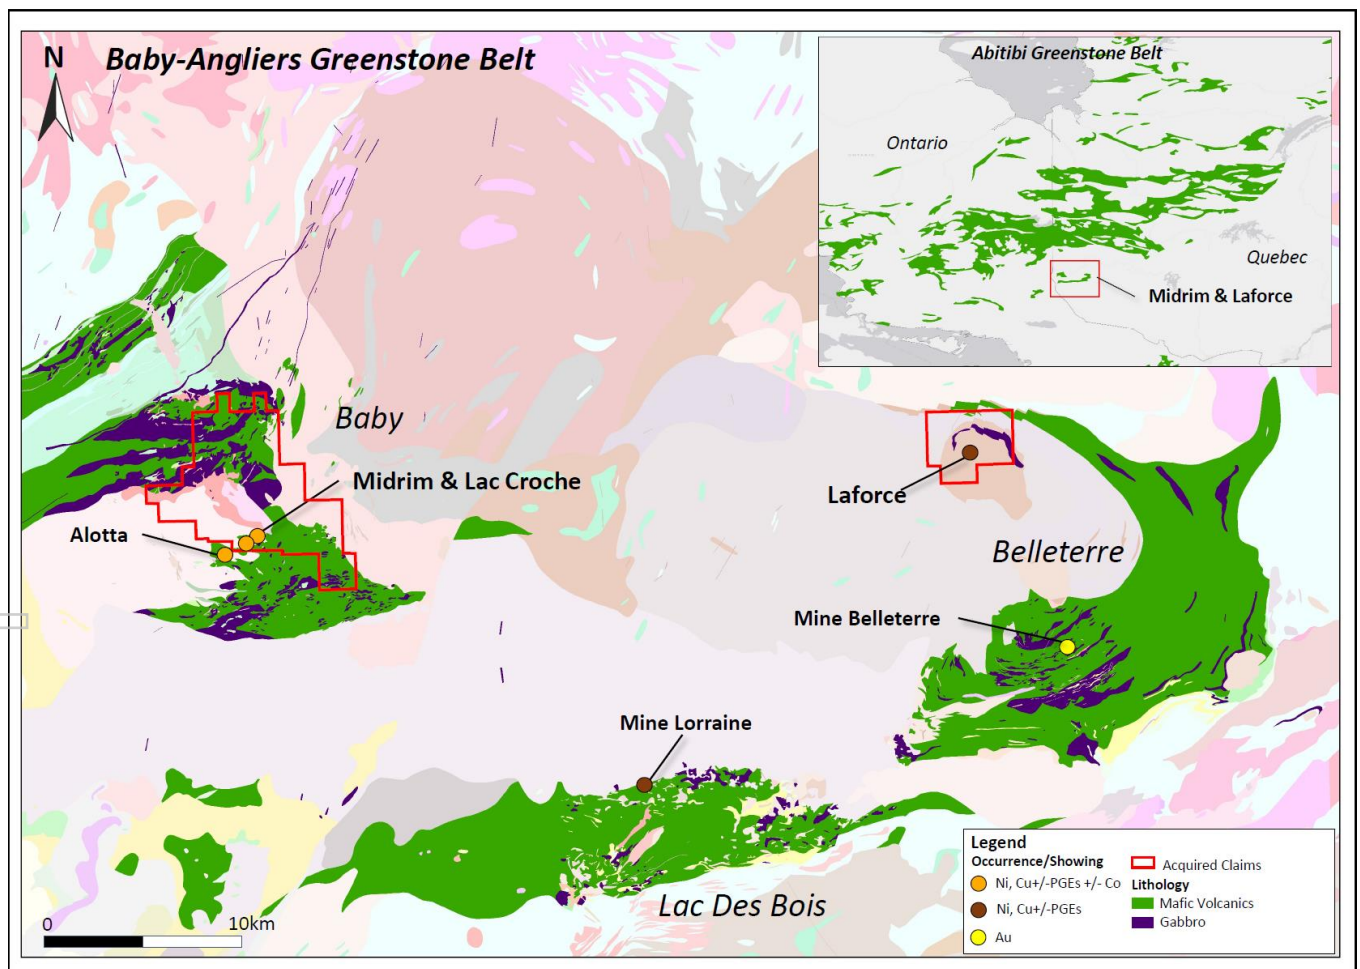 N
Baby-Angliers Greenstone Belt
Abitibi Greenstone Belt
Ontario
Quebec
Midrim & Laforce
Baby
Midrim & Lac Croche
Alotta
Laforce
Belleterre
Mine Belleterre
Mine Lorraine
Lac Des Bois
0 10km
Legend
Occurrence/Showing
Ni, Cu+/-PGEs +/- Co
Ni, Cu+/-PGEs
Au
Acquired Claims
Lithology
Mafic Volcanics
Gabbro